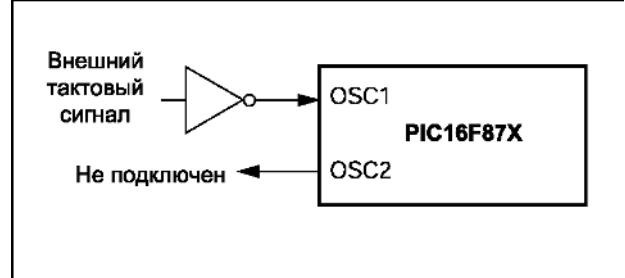 Внешний
тактовый
сигнал
OSC1
PIC16F87X
Не подключен
OSC2